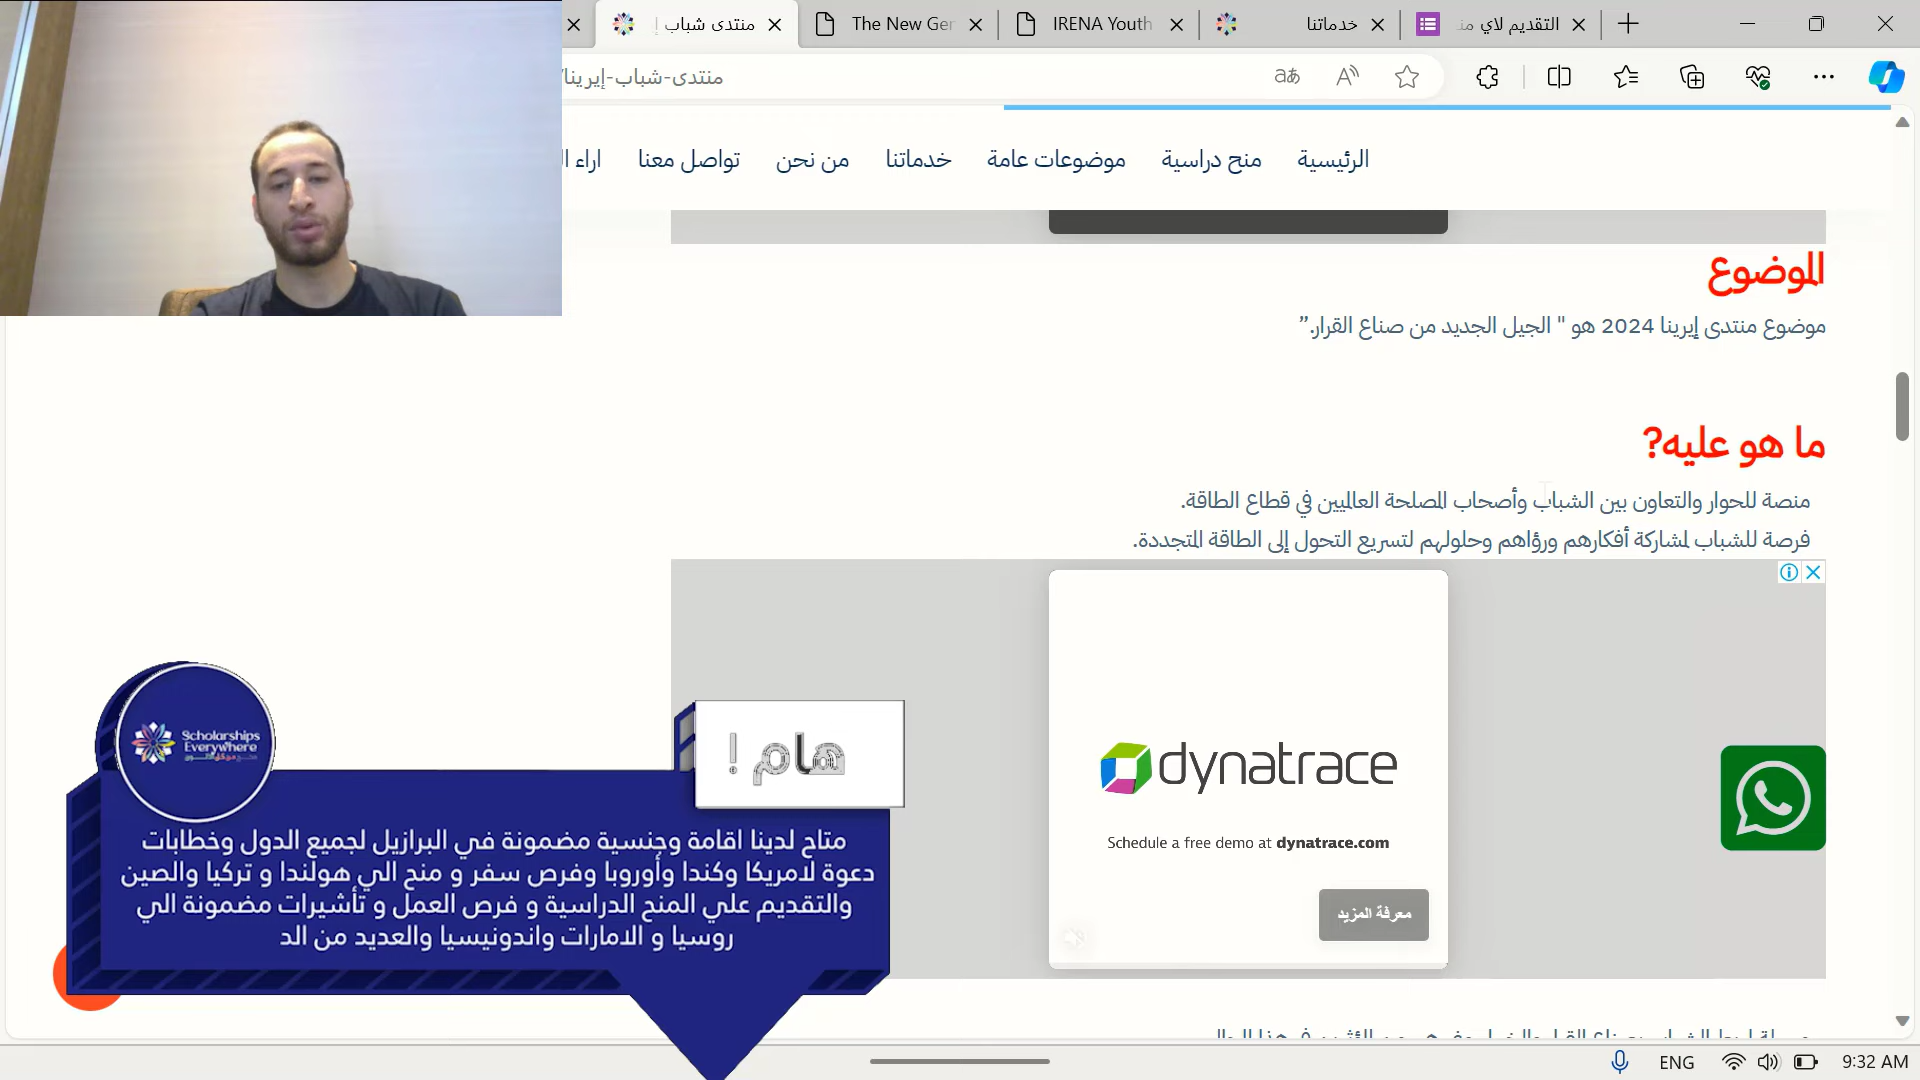 منتدى شباب إ
The New Ger
IRENA Youth
خدماتنا
التقديم لاي من
منتدى-شباب-إيرينا/
الرئيسية
منح دراسية
موضوعات عامة
خدماتنا
من نحن
تواصل معنا
اراء ا
الموضوع
موضوع منتدى إيرينا 2024 هو " الجيل الجديد من صناع القرار.”
ما هو عليه?
منصة للحوار والتعاون بين الشباب وأصحاب المصلحة العالميين في قطاع الطاقة.
فرصة للشباب لمشاركة أفكارهم ورؤاهم وحلولهم لتسريع التحول إلى الطاقة المتجددة.
dynatrace
Schedule a free demo at dynatrace.com
معرفة المزيد
Scholarships
Everywhere
هام !
متاح لدينا اقامة وجنسية مضمونة في البرازيل لجميع الدول وخطابات
دعوة لامريكا وكندا وأوروبا وفرص سفر و منح الي هولندا و تركيا والصين
والتقديم علي المنح الدراسية و فرص العمل و تأشيرات مضمونة الي
روسيا و الامارات واندونيسيا والعديد من الد
ENG
9:32 AM